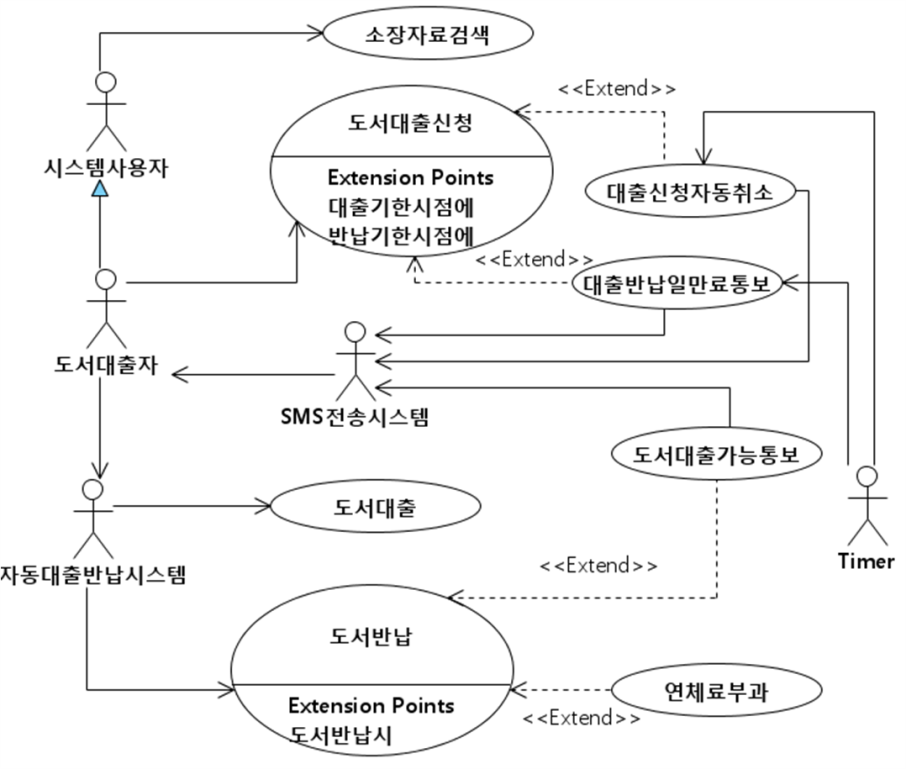 소장자료검색
<<Extend>>
도서대출신청
시스템사용자
Extension Points
대출신청자동취소
대출기한시점에
반납기한시점에
<<Extend>>
대출반납일만료통보
도서대출자
SMS전송시스템
도서대출가능통보
도서대출
Timer
<<Extend>>
자동대출반납시스템
도서반납
연체료부과
Extension Points
<<Extend>>
도서반납시